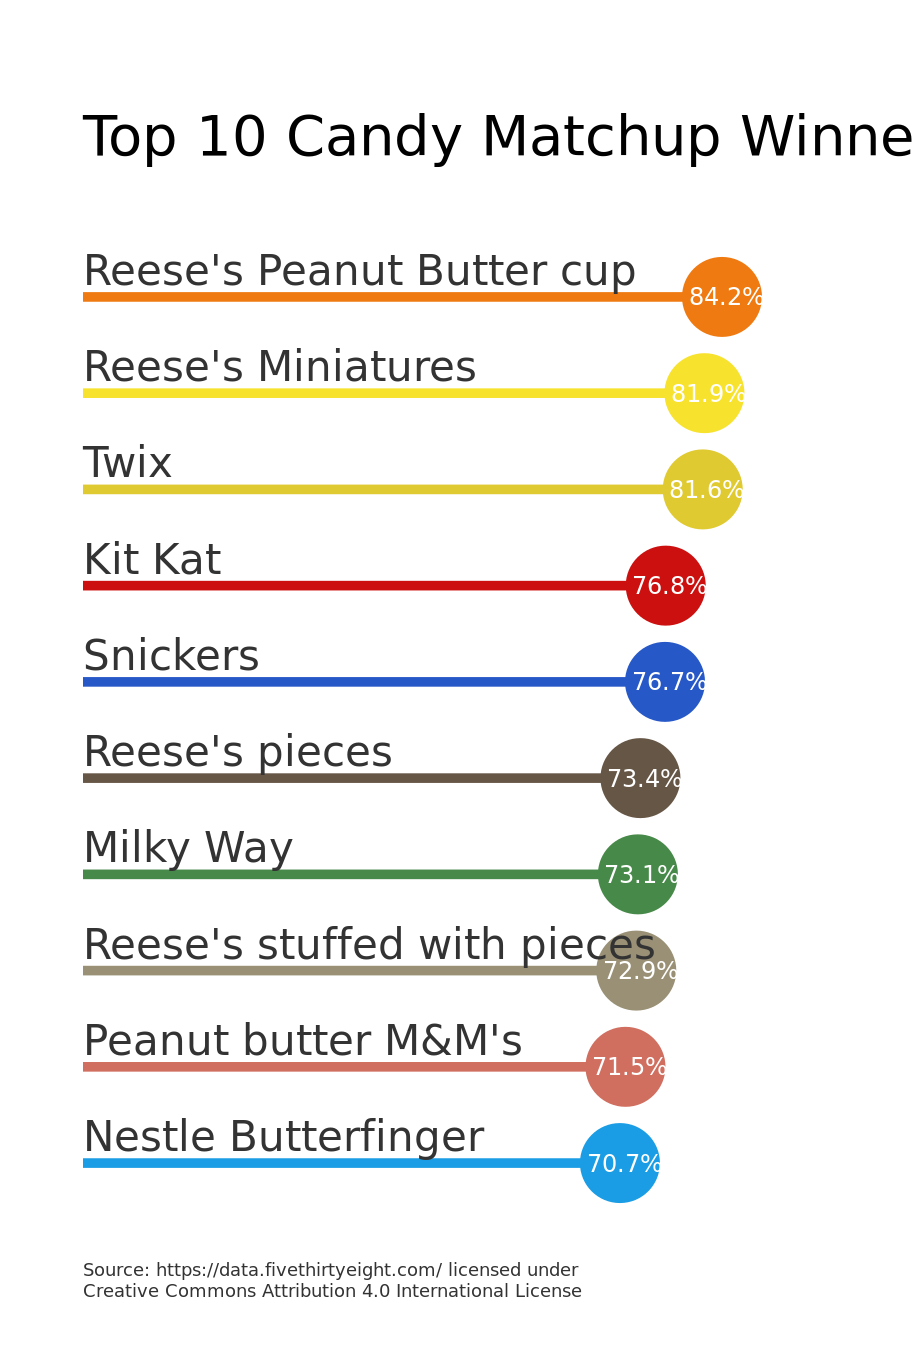 Top 10 Candy Matchup Winne
Reese's Peanut Butter cup
84.2%
Reese's Miniatures
81.9%
Twix
81.6%
Kit Kat
76.8%
Snickers
76.7%
Reese's pieces
73.4%
Milky Way
73.1%
Reese's stuffed with pieces
72.9%
Peanut butter M&M's
71.5%
Nestle Butterfinger
70.7%
Source: https://data.fivethirtyeight.com/ licensed under
Creative Commons Attribution 4.0 International License